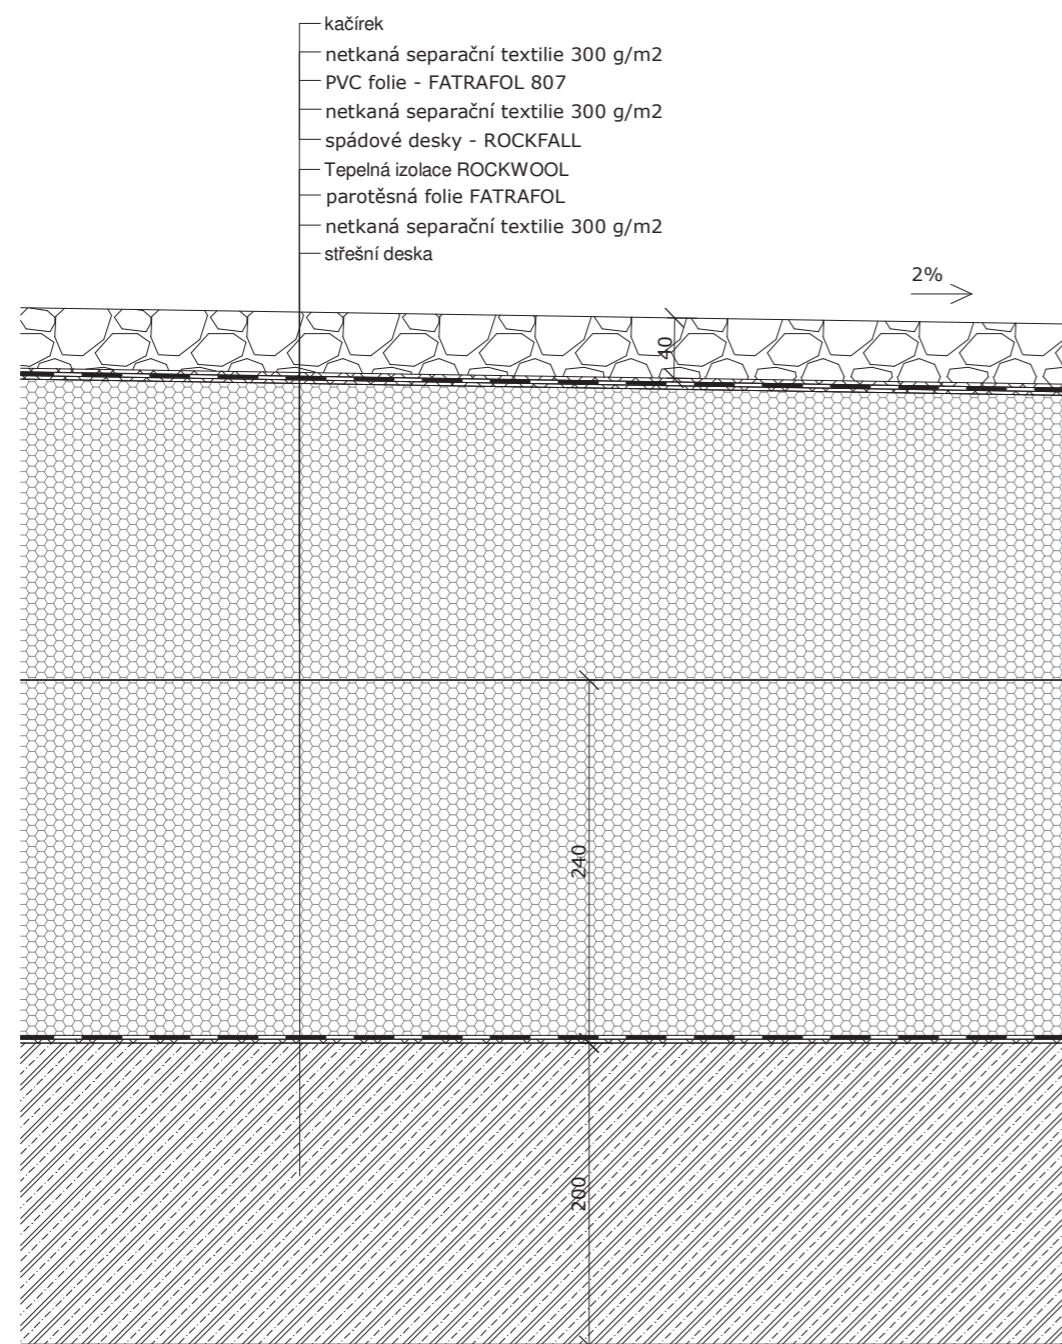 kačírek
netkaná separační textilie 300 g/m2
PVC folie - FATRAFOL 807
netkaná separační textilie 300 g/m2
spádové desky - ROCKFALL
Tepelná izolace ROCKWOOL
parotěsná folie FATRAFOL
netkaná separační textilie 300 g/m2
střešní deska
2%
40
240
200